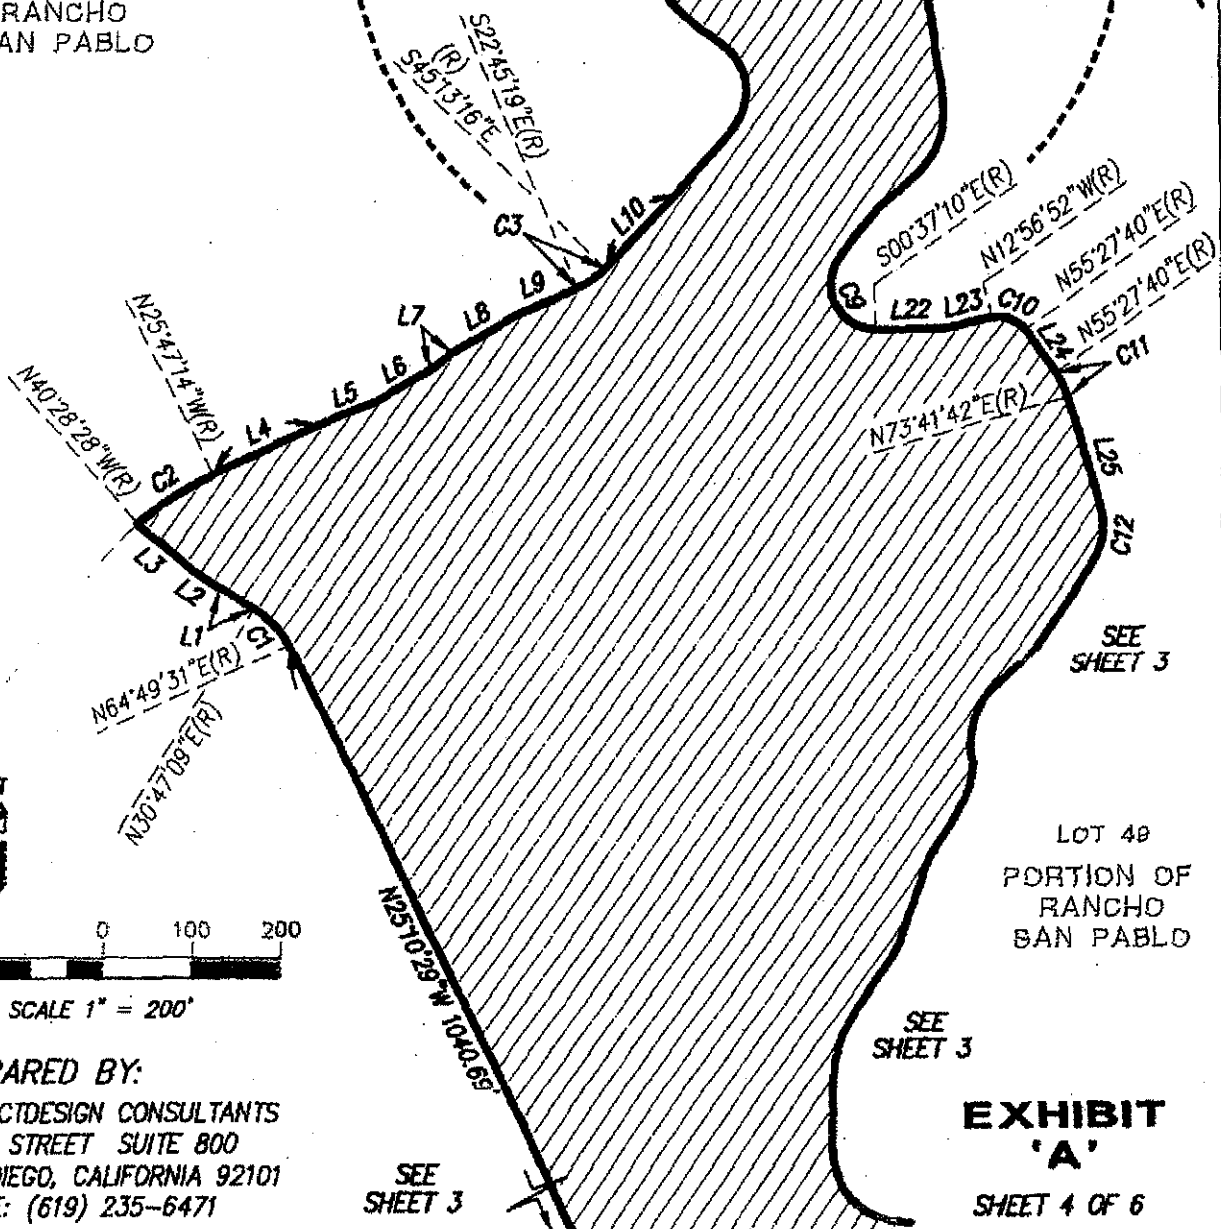 RANCHO
AN PABLO
S22°45'19"E(R)
(R)
S45°13'16"E
C3
L10
L9
L8
L7
L6
L5
L4
N25°47'14"W(R)
N40°28'28"W(R)
C2
L3
L2
L1
C1
N64°49'31"E(R)
N30°47'09"E(R)
S00°37'10"E(R)
N12°56'52"W(R)
N55°27'40"E(R)
N55°27'40"E(R)
C9
L22
L23
C10
L24
C11
N73°41'42"E(R)
L25
C12
SEE
SHEET 3
N25°10'29"W 1040.69'
LOT 49
PORTION OF
RANCHO
SAN PABLO
0 100 200
SCALE 1" = 200'
ARED BY:
CTDESIGN CONSULTANTS
STREET SUITE 800
DIEGO, CALIFORNIA 92101
E: (619) 235-6471
SEE
SHEET 3
SEE
SHEET 3
EXHIBIT
'A'
SHEET 4 OF 6